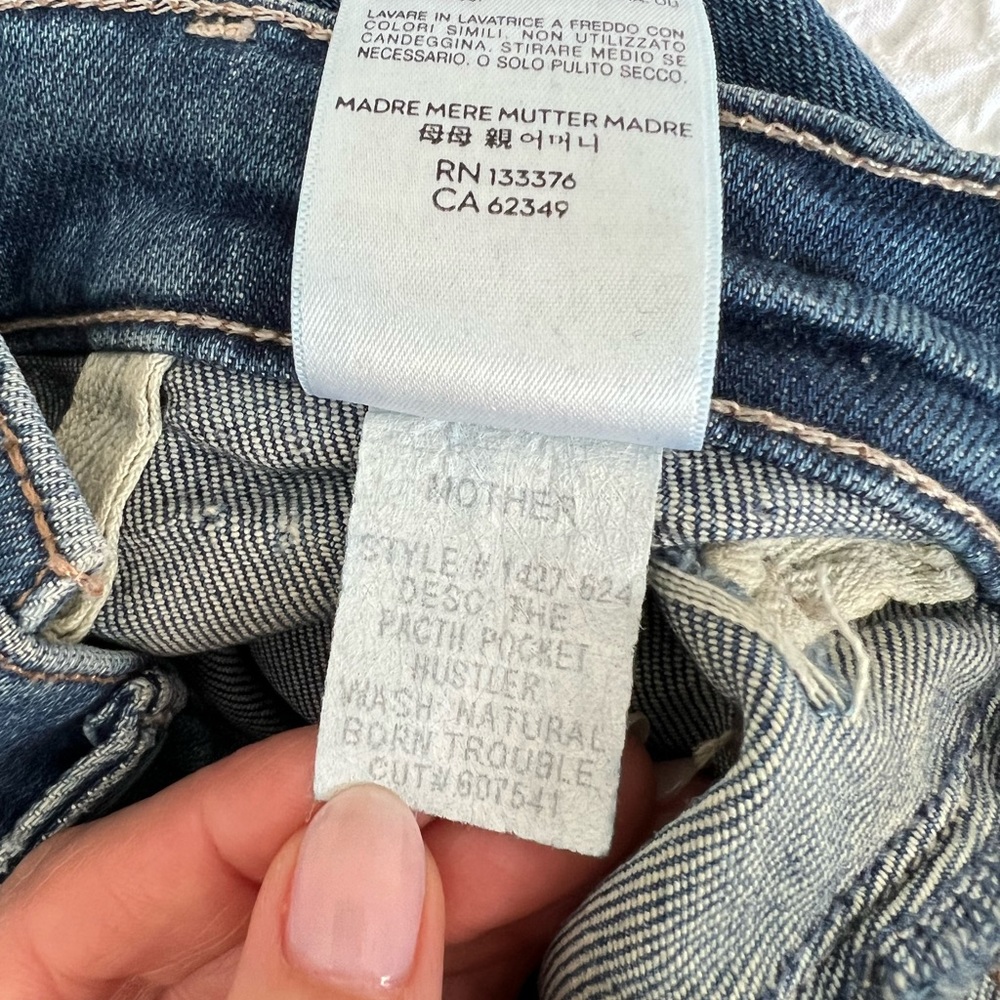 LAVARE IN LAVATRICE A FREDDO CON
COLORI SIMILI. NON UTILIZZATO
CANDEGGINA. STIRARE MEDIO SE
NECESSARIO. O SOLO PULITO SECCO.
MADRE MERE MUTTER MADRE
母母 親 어머니
RN 133376
CA 62349
MOTHER
STYLE # 1427-624
DESC: THE
PACTH POCKET
HUSTLER
WASH: NATURAL
BORN TROUBLE
CUT# 607541